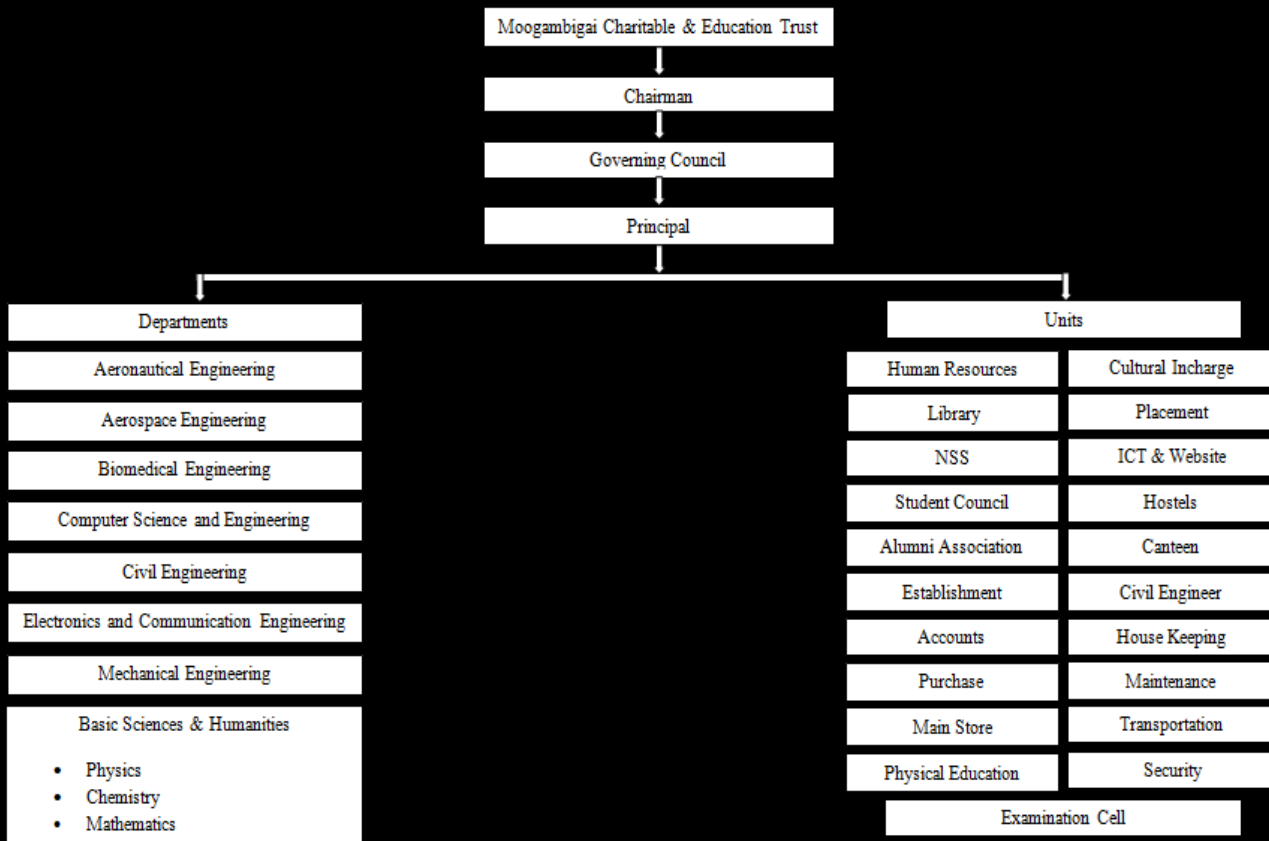 Moogambigai Charitable & Education Trust
Chairman
Governing Council
Principal
Departments
Aeronautical Engineering
Aerospace Engineering
Biomedical Engineering
Computer Science and Engineering
Civil Engineering
Electronics and Communication Engineering
Mechanical Engineering
Basic Sciences & Humanities
• Physics
• Chemistry
• Mathematics
Units
Human Resources
Cultural Incharge
Library
Placement
NSS
ICT & Website
Student Council
Hostels
Alumni Association
Canteen
Establishment
Civil Engineer
Accounts
House Keeping
Purchase
Maintenance
Main Store
Transportation
Physical Education
Security
Examination Cell